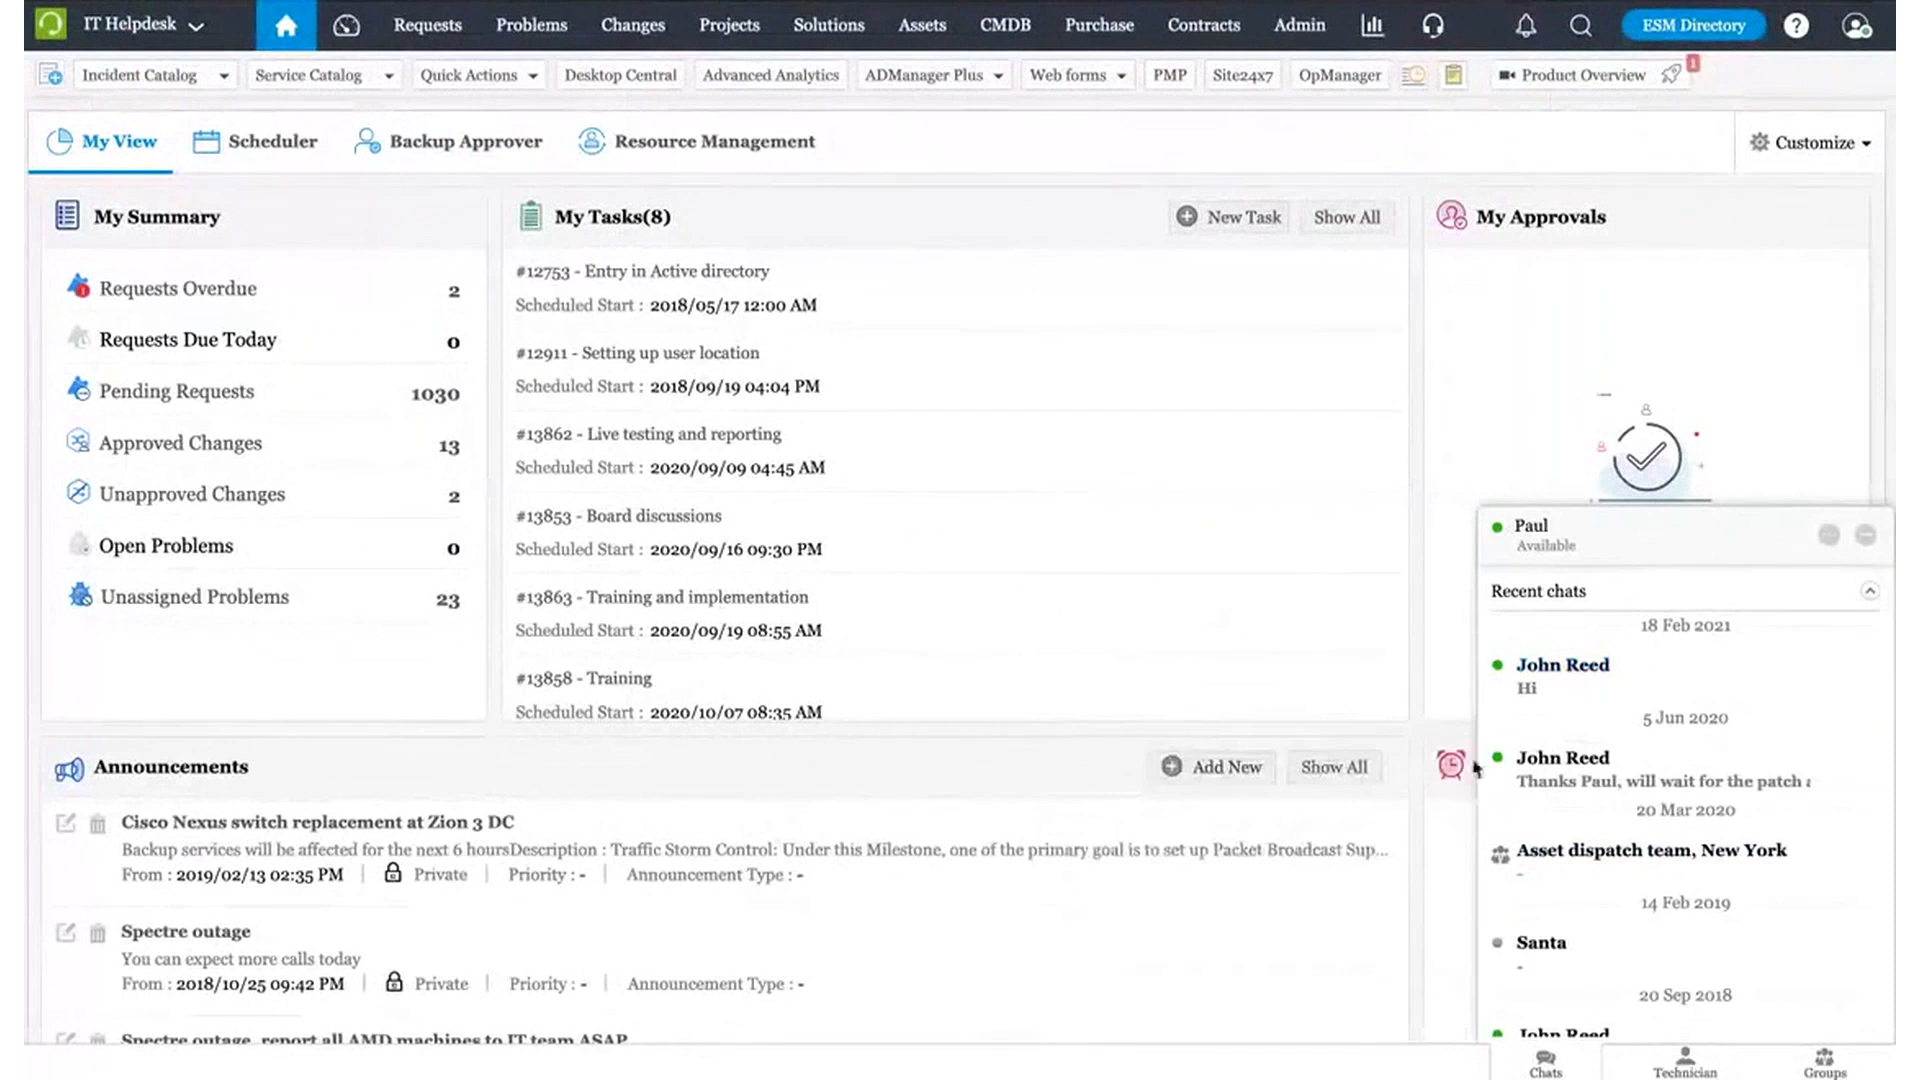 IT Helpdesk
Requests Problems Changes Projects Solutions Assets CMDB Purchase Contracts Admin ESM Directory ?
Incident Catalog Service Catalog Quick Actions Desktop Central Advanced Analytics ADManager Plus Web forms PMP Site24x7 OpManager Product Overview 1
My View Scheduler Backup Approver Resource Management Customize
My Summary
Requests Overdue 2
Requests Due Today 0
Pending Requests 1030
Approved Changes 13
Unapproved Changes 2
Open Problems 0
Unassigned Problems 23
My Tasks(8) New Task Show All
#12753 - Entry in Active directory
Scheduled Start : 2018/05/17 12:00 AM
#12911 - Setting up user location
Scheduled Start : 2018/09/19 04:04 PM
#13862 - Live testing and reporting
Scheduled Start : 2020/09/09 04:45 AM
#13853 - Board discussions
Scheduled Start : 2020/09/16 09:30 PM
#13863 - Training and implementation
Scheduled Start : 2020/09/19 08:55 AM
#13858 - Training
Scheduled Start : 2020/10/07 08:35 AM
My Approvals
Announcements Add New Show All
Cisco Nexus switch replacement at Zion 3 DC
Backup services will be affected for the next 6 hoursDescription : Traffic Storm Control: Under this Milestone, one of the primary goal is to set up Packet Broadcast Sup...
From : 2019/02/13 02:35 PM | Private | Priority : - | Announcement Type : -
Spectre outage
You can expect more calls today
From : 2018/10/25 09:42 PM | Private | Priority : - | Announcement Type : -
Spectre outage, report all AMD machines to IT team ASAP
Paul
Available
Recent chats
18 Feb 2021
John Reed
Hi
5 Jun 2020
John Reed
Thanks Paul, will wait for the patch
20 Mar 2020
Asset dispatch team, New York
-
14 Feb 2019
Santa
-
20 Sep 2018
John Reed
Chats Technician Groups